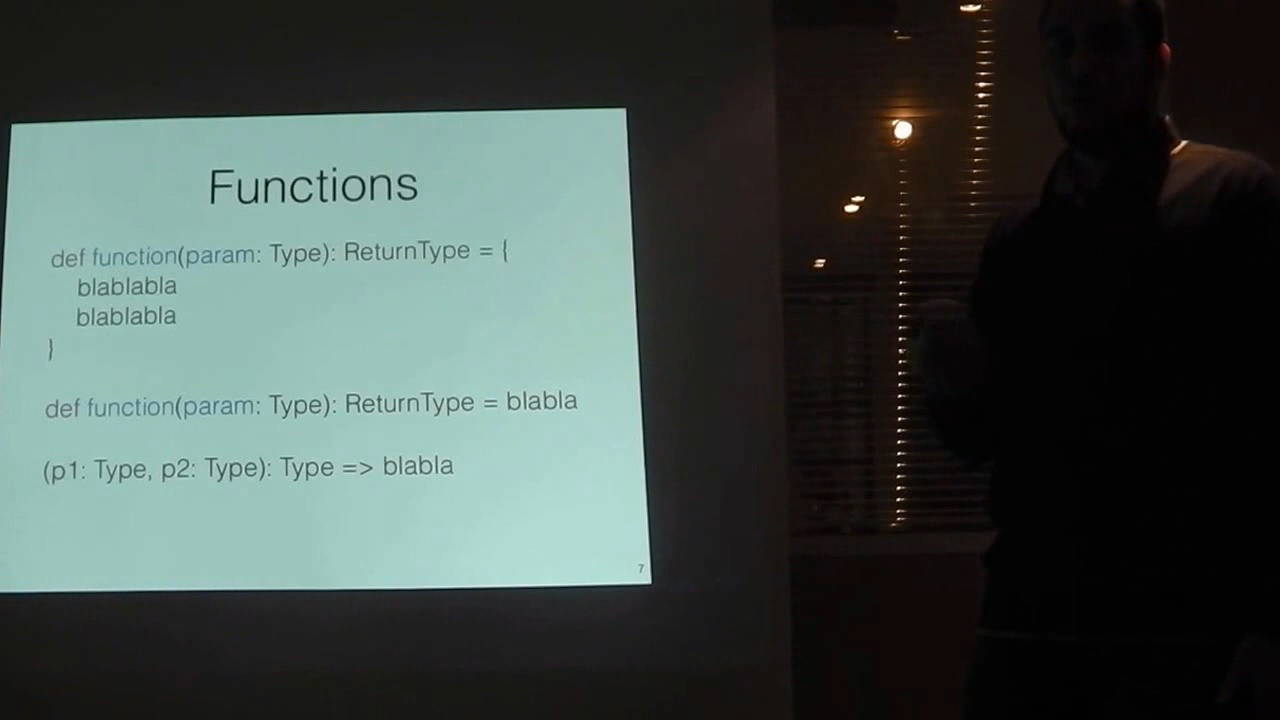 Functions
def function(param: Type): ReturnType = {
blablabla
blablabla
}
def function(param: Type): ReturnType = blabla
(p1: Type, p2: Type): Type => blabla
7